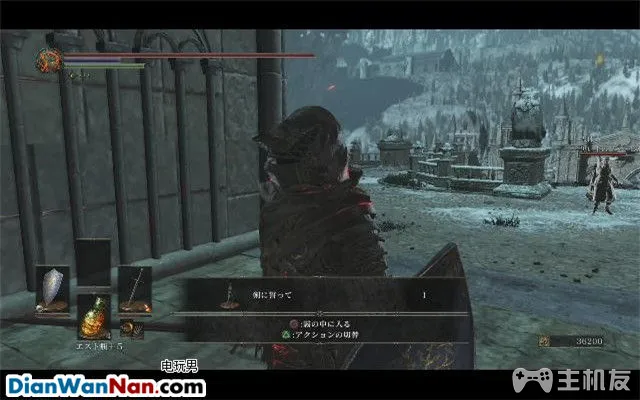 剣に誓って 1
:霧の中に入る
:アクションの切替
エスト瓶+5
36200
电玩男
DianWanNan.com
主机友